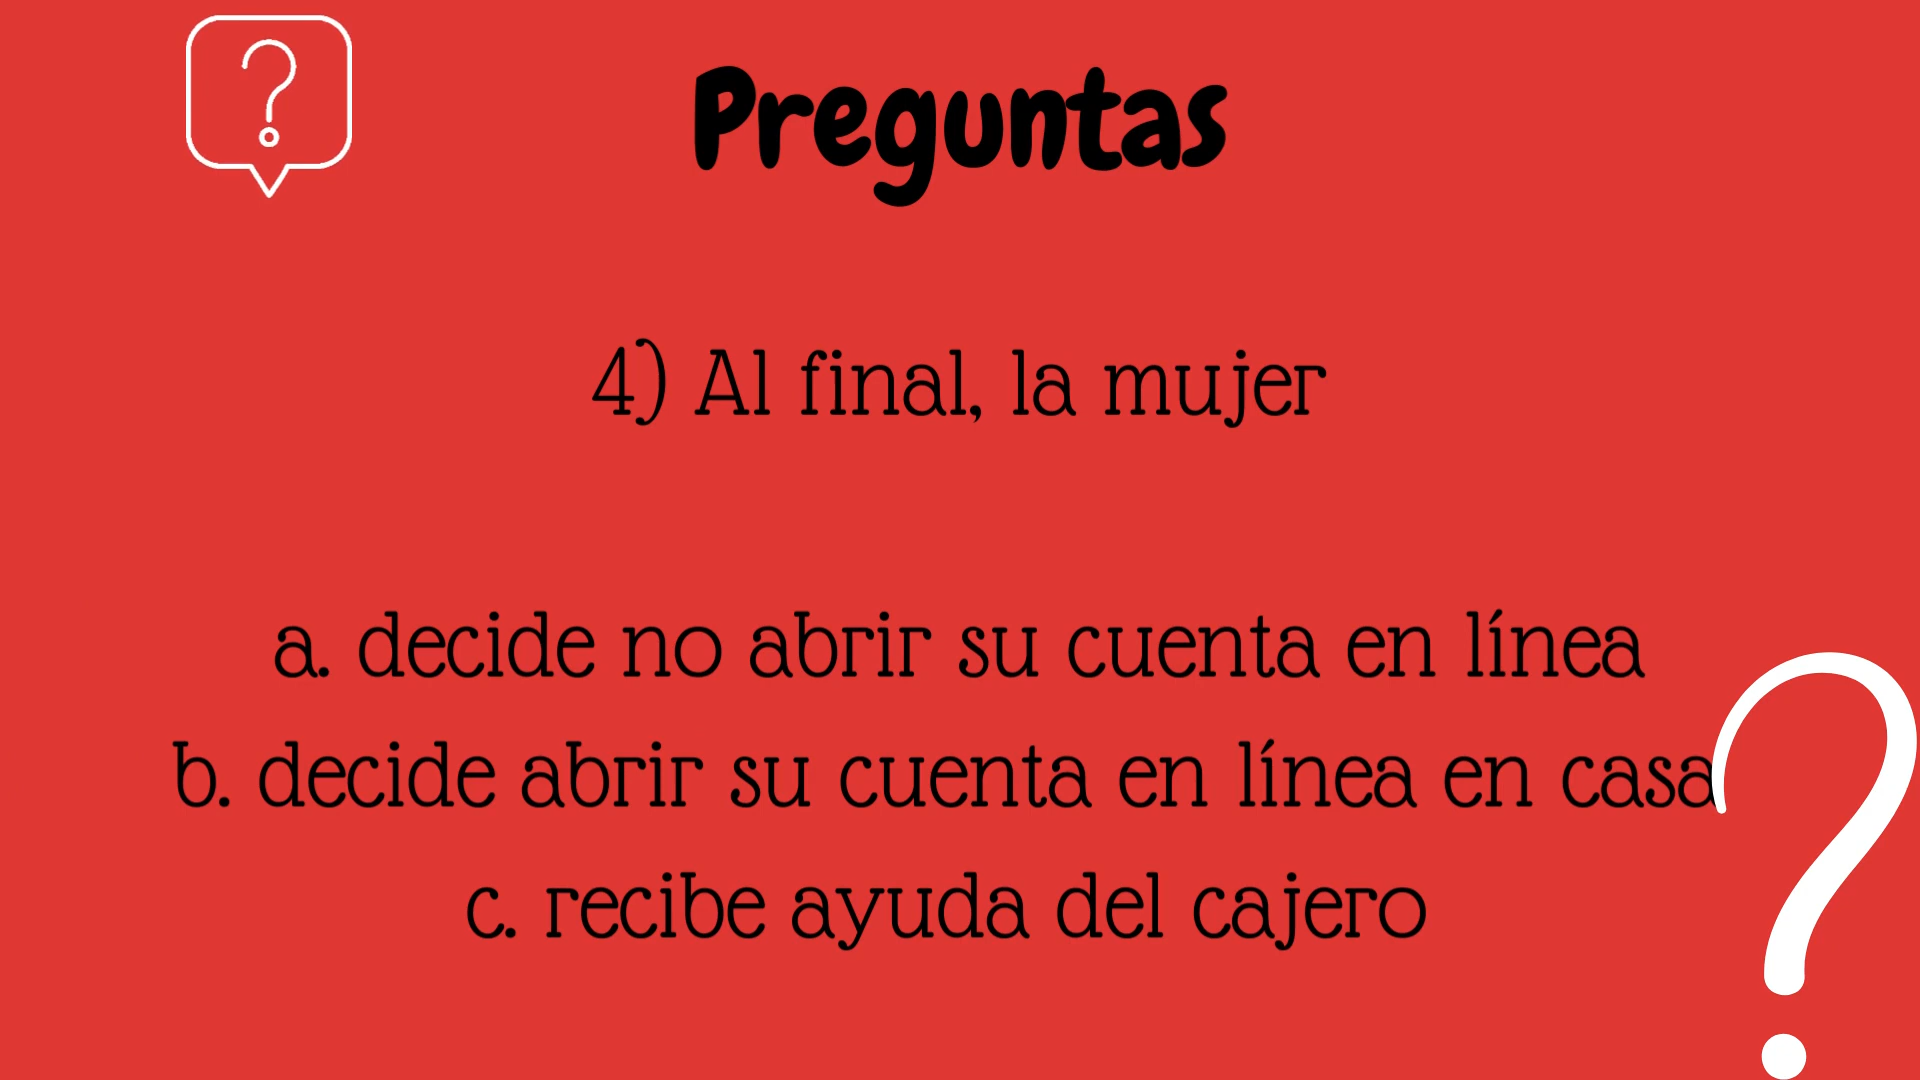 Preguntas
4) Al final, la mujer
a. decide no abrir su cuenta en línea
b. decide abrir su cuenta en línea en casa
c. recibe ayuda del cajero